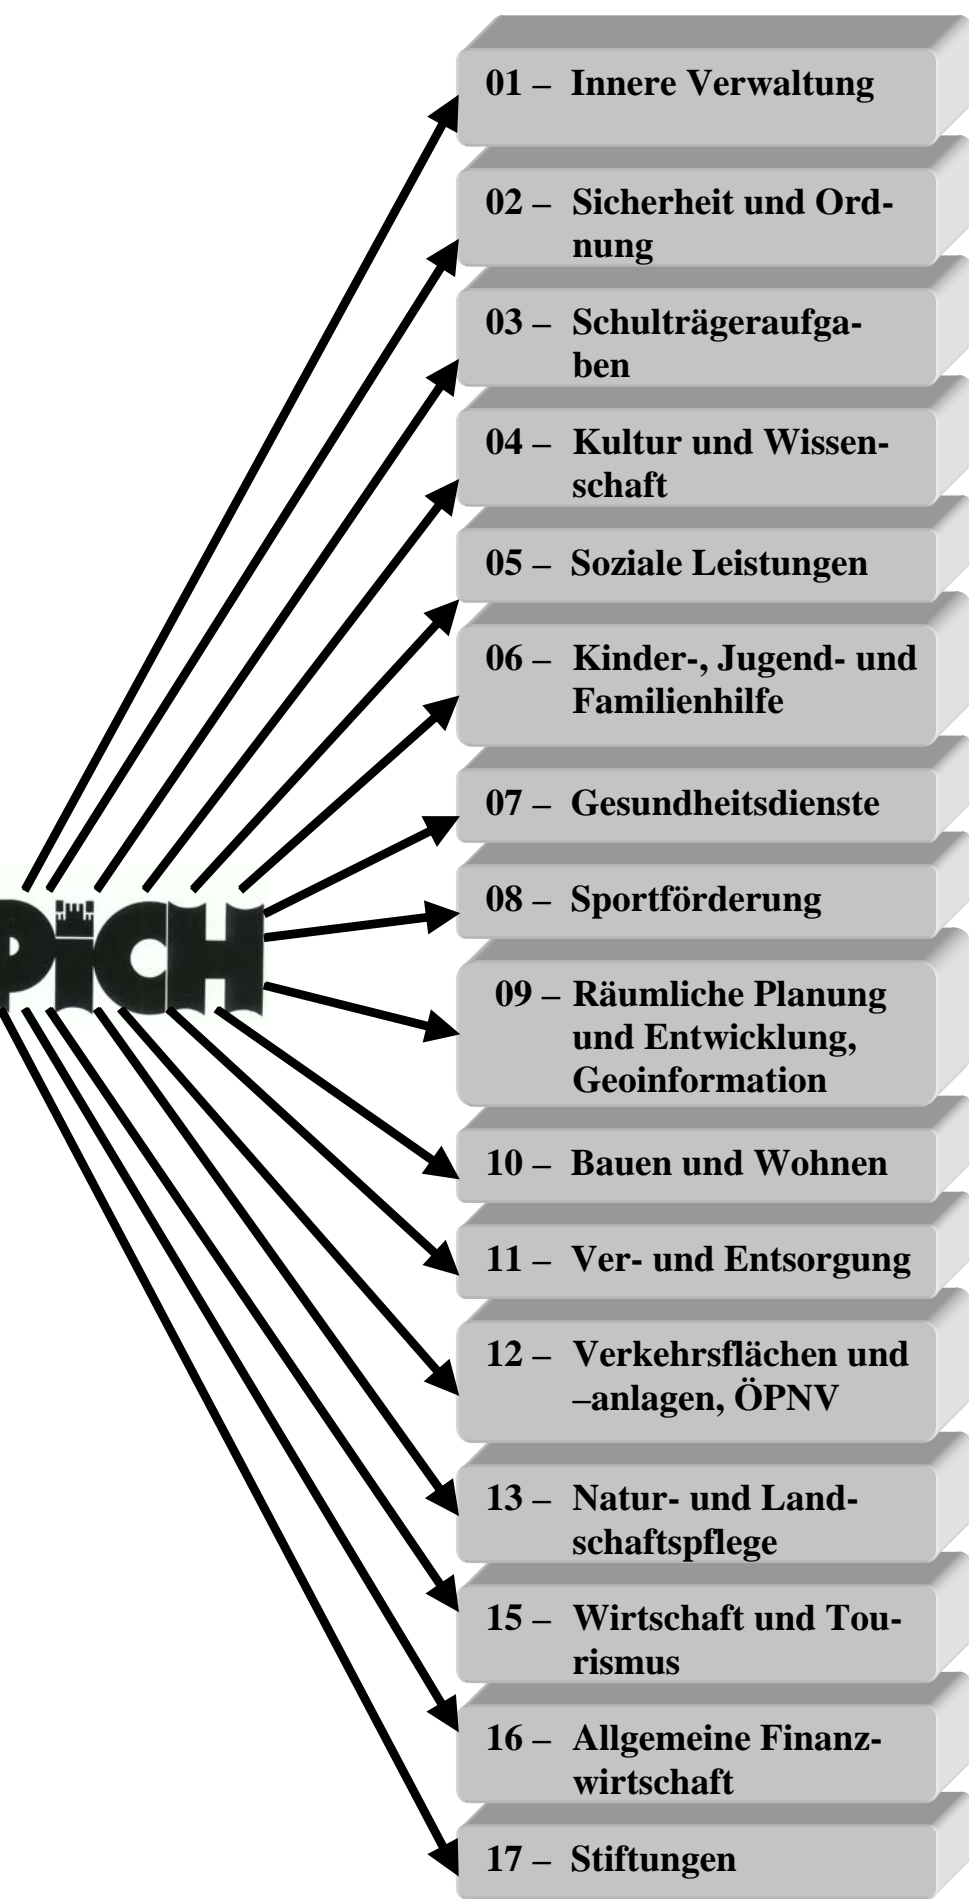 01 – Innere Verwaltung
02 – Sicherheit und Ord-
nung
03 – Schulträgeraufga-
ben
04 – Kultur und Wissen-
schaft
05 – Soziale Leistungen
06 – Kinder-, Jugend- und
Familienhilfe
07 – Gesundheitsdienste
08 – Sportförderung
PiCH
09 – Räumliche Planung
und Entwicklung,
Geoinformation
10 – Bauen und Wohnen
11 – Ver- und Entsorgung
12 – Verkehrsflächen und
–anlagen, ÖPNV
13 – Natur- und Land-
schaftspflege
15 – Wirtschaft und Tou-
rismus
16 – Allgemeine Finanz-
wirtschaft
17 – Stiftungen